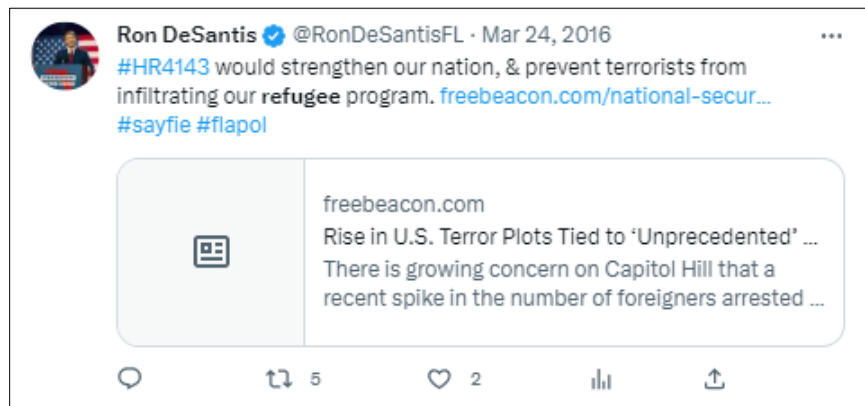 Ron DeSantis @RonDeSantisFL · Mar 24, 2016
#HR4143 would strengthen our nation, & prevent terrorists from
infiltrating our refugee program. freebeacon.com/national-secur...
#sayfie #flapol
freebeacon.com
Rise in U.S. Terror Plots Tied to ‘Unprecedented’ ...
There is growing concern on Capitol Hill that a
recent spike in the number of foreigners arrested ...
5 2